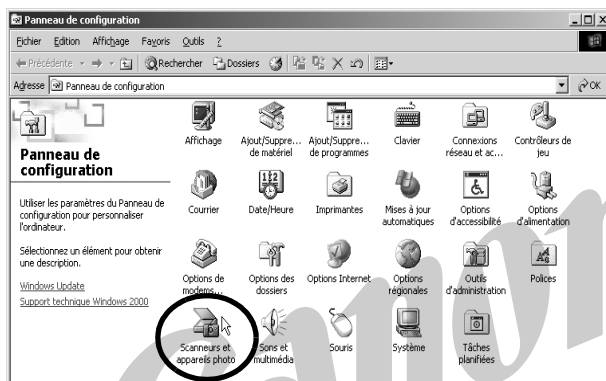 Panneau de configuration
Fichier Edition Affichage Favoris Outils ?
Précédente Rechercher Dossiers
Adresse Panneau de configuration OK
Panneau de
configuration
Utiliser les paramètres du Panneau de
configuration pour personnaliser
l'ordinateur.
Sélectionnez un élément pour obtenir
une description.
Windows Update
Support technique Windows 2000
Affichage
Ajout/Suppre...
de matériel
Ajout/Suppre...
de programmes
Clavier
Connexions
réseau et ac...
Contrôleurs de
jeu
Courrier
Date/Heure
Imprimantes
Mises à jour
automatiques
Options
d'accessibilité
Options
d'alimentation
Options de
modems...
Options des
dossiers
Options Internet
Options
régionales
Outils
d'administration
Polices
Scanneurs et
appareils photo
Sons et
multimédia
Souris
Système
Tâches
planifiées
Canon